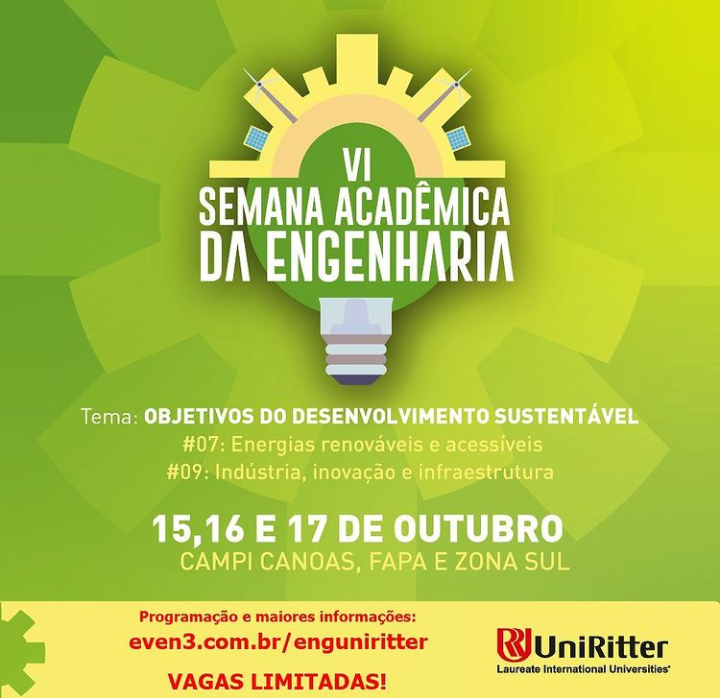 VI
SEMANA ACADÊMICA
DA ENGENHARIA
Tema: OBJETIVOS DO DESENVOLVIMENTO SUSTENTÁVEL
#07: Energias renováveis e acessíveis
#09: Indústria, inovação e infraestrutura
15,16 E 17 DE OUTUBRO
CAMPI CANOAS, FAPA E ZONA SUL
Programação e maiores informações:
even3.com.br/enguniritter
VAGAS LIMITADAS!
UniRitter
Laureate International Universities®